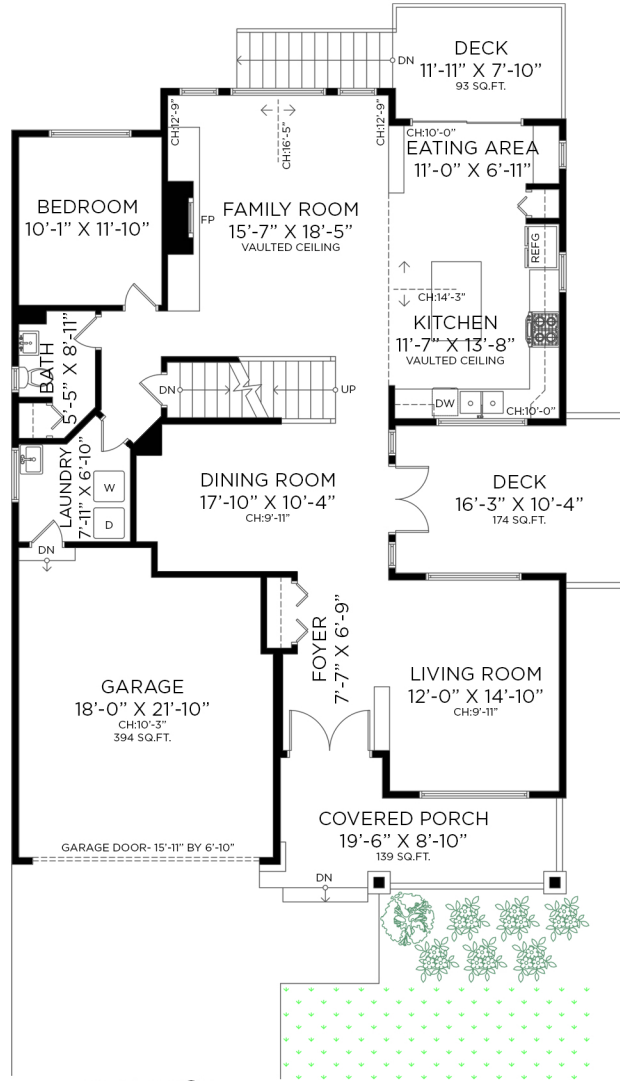 DECK
11’-11” X 7’-10”
93 SQ.FT.
DN
CH:12’-9”
CH:16’-5”
CH:12’-9”
CH:10’-0”
EATING AREA
11’-0” X 6’-11”
BEDROOM
10’-1” X 11’-10”
FP
FAMILY ROOM
15’-7” X 18’-5”
VAULTED CEILING
REFG
CH:14’-3”
KITCHEN
11’-7” X 13’-8”
VAULTED CEILING
BATH
5’-5” X 8’-11”
DN
UP
DW
CH:10’-0”
LAUNDRY
7’-11” X 6’-10”
W
D
DN
DINING ROOM
17’-10” X 10’-4”
CH:9’-11”
DECK
16’-3” X 10’-4”
174 SQ.FT.
FOYER
7’-7” X 6’-9”
LIVING ROOM
12’-0” X 14’-10”
CH:9’-11”
GARAGE
18’-0” X 21’-10”
CH:10’-3”
394 SQ.FT.
GARAGE DOOR- 15’-11” BY 6’-10”
COVERED PORCH
19’-6” X 8’-10”
139 SQ.FT.
DN